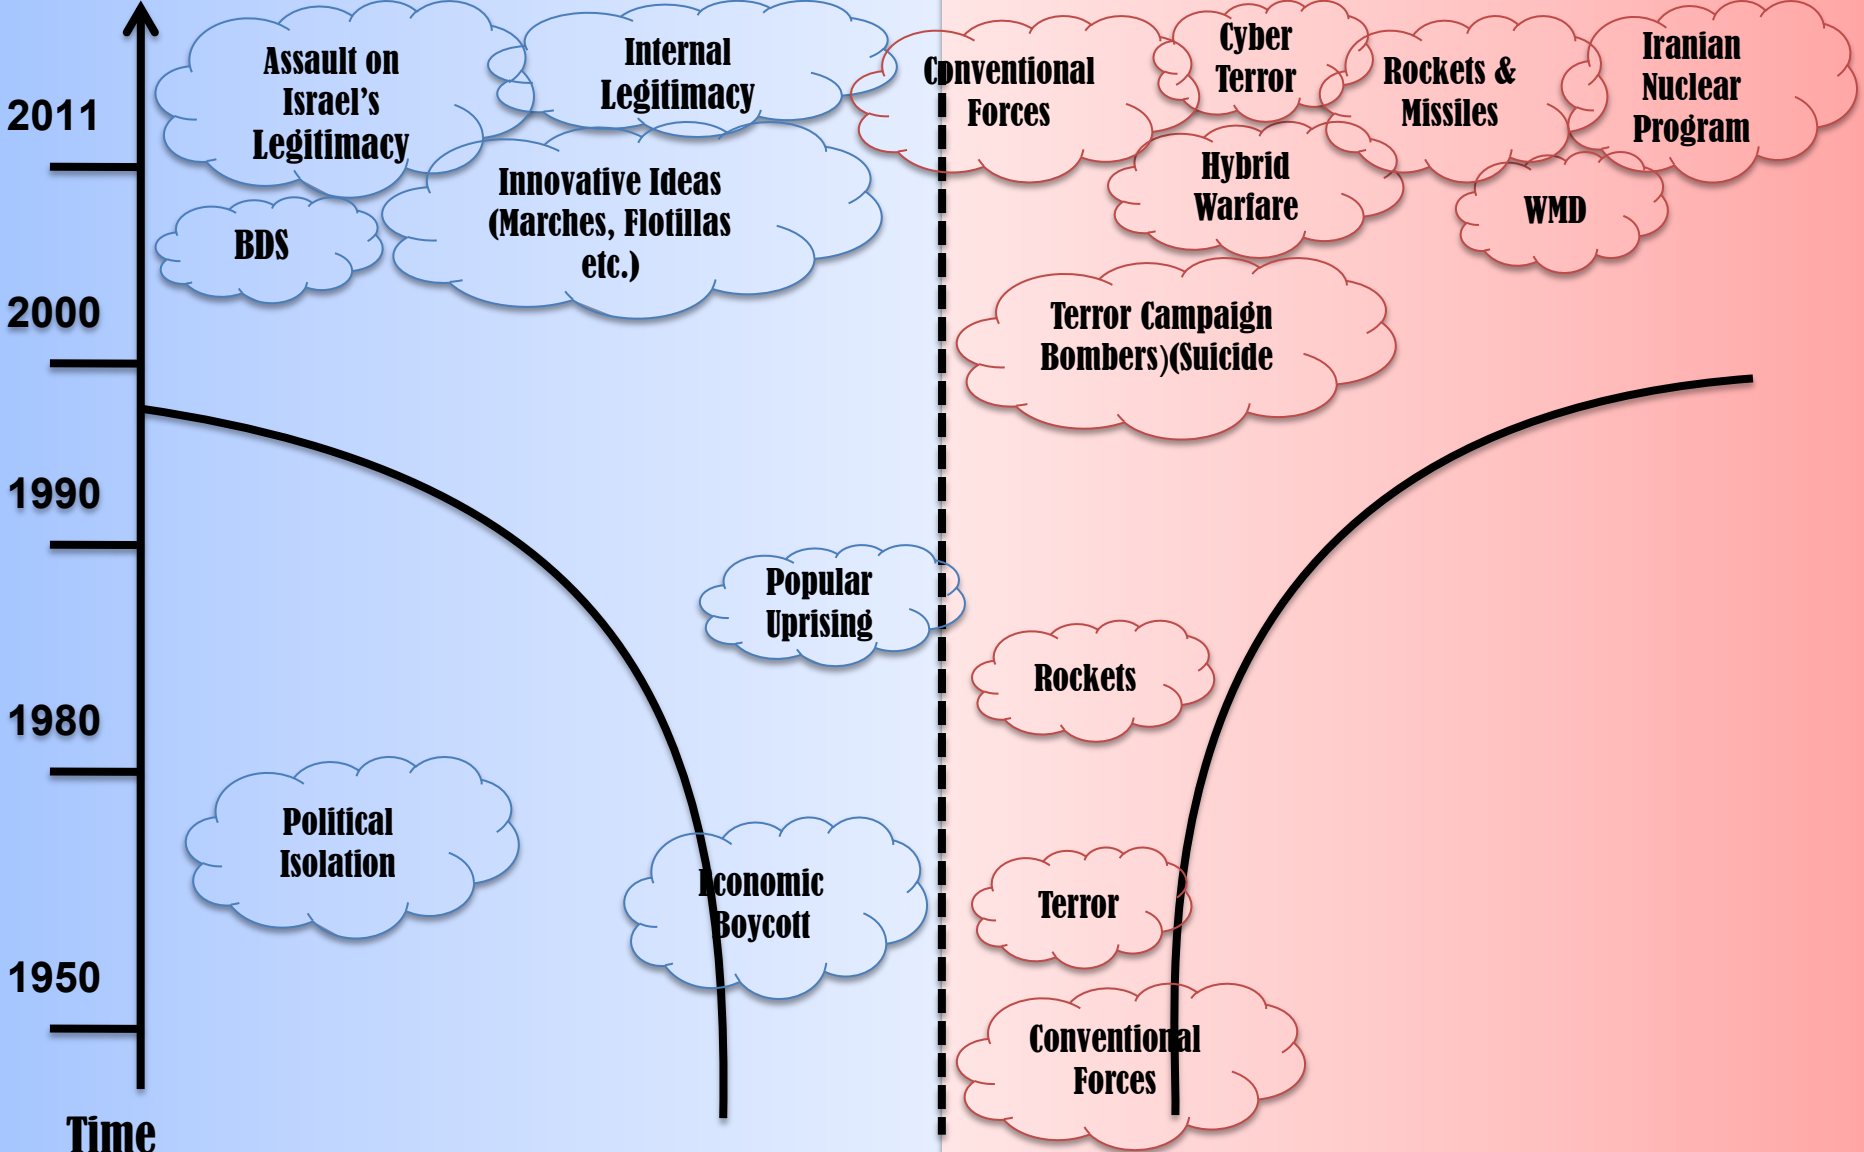 Assault on
Israel's
Legitimacy
Internal
Legitimacy
Conventional
Forces
Cyber
Terror
Rockets &
Missiles
Iranian
Nuclear
Program
2011
Innovative Ideas
(Marches, Flotillas
etc.)
Hybrid
Warfare
WMD
BDS
2000
Terror Campaign
Bombers)(Suicide
1990
Popular
Uprising
Rockets
1980
Political
Isolation
Economic
Boycott
Terror
1950
Conventional
Forces
Time